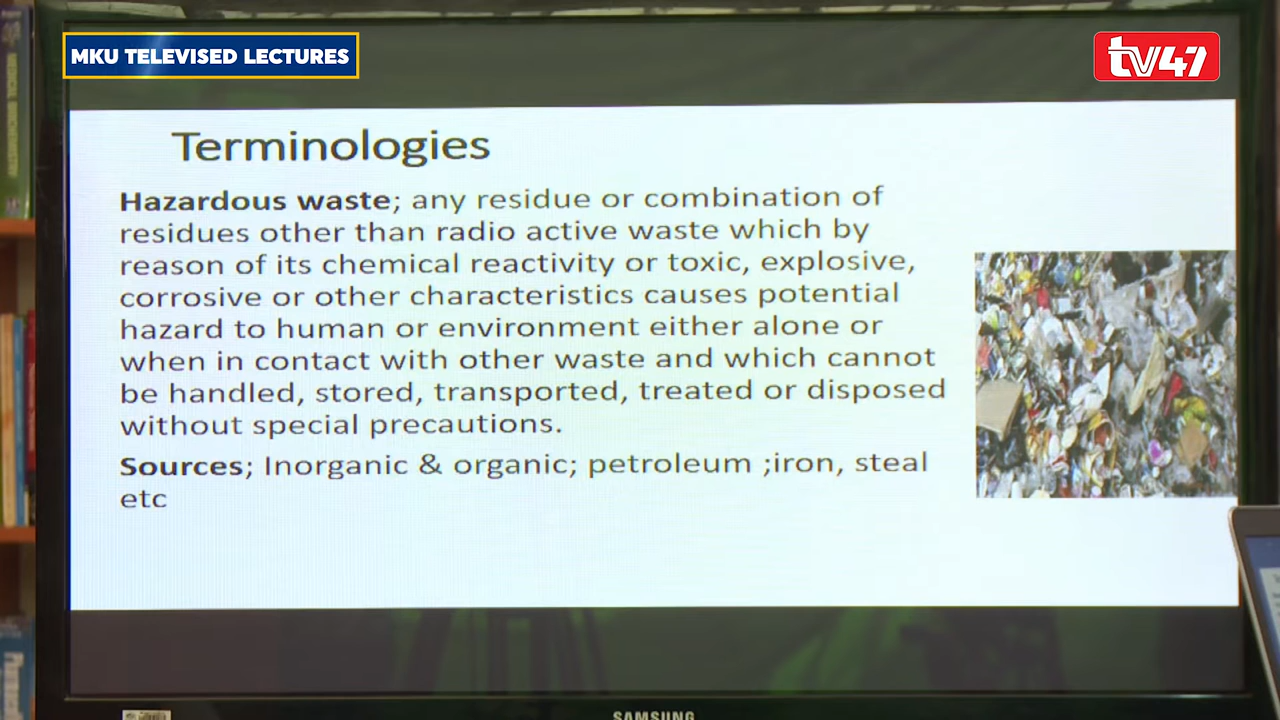 MKU TELEVISED LECTURES
tv47
Terminologies
Hazardous waste; any residue or combination of
residues other than radio active waste which by
reason of its chemical reactivity or toxic, explosive,
corrosive or other characteristics causes potential
hazard to human or environment either alone or
when in contact with other waste and which cannot
be handled, stored, transported, treated or disposed
without special precautions.
Sources; Inorganic & organic; petroleum ;iron, steal
etc
SAMSUNG